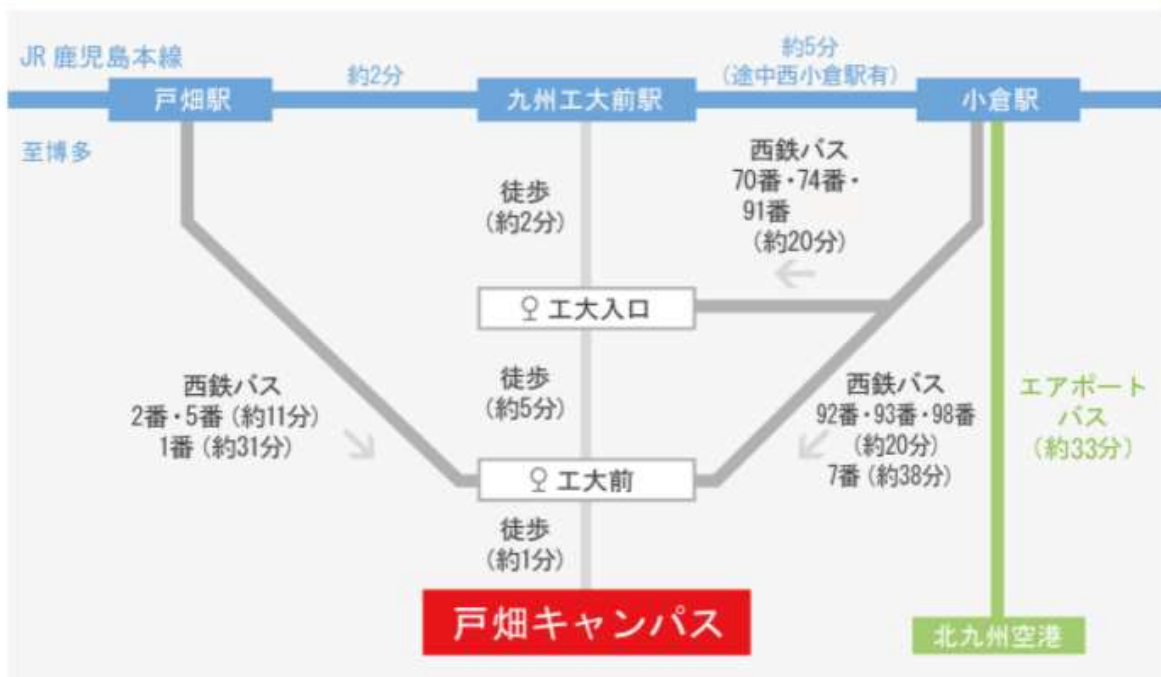 JR 鹿児島本線
約2分
約5分
(途中西小倉駅有)
戸畑駅
九州工大前駅
小倉駅
至博多
徒歩
(約2分)
西鉄バス
70番・74番・
91番
(約20分)
工大入口
西鉄バス
2番・5番 (約11分)
1番 (約31分)
徒歩
(約5分)
西鉄バス
92番・93番・98番
(約20分)
7番 (約38分)
エアポート
バス
(約33分)
工大前
徒歩
(約1分)
戸畑キャンパス
北九州空港